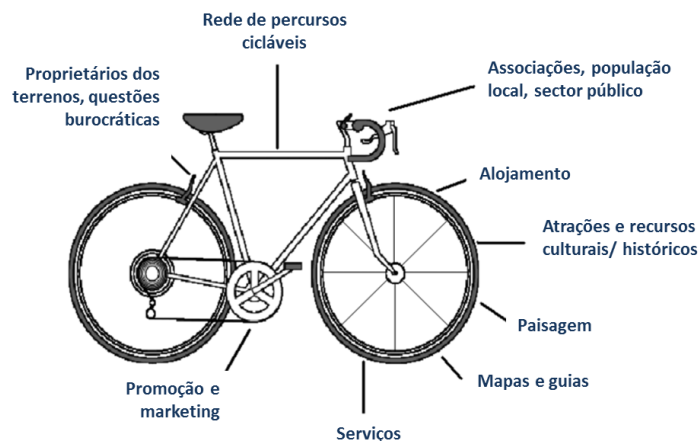 Rede de percursos
cicláveis
Proprietários dos
terrenos, questões
burocráticas
Associações, população
local, sector público
Alojamento
Atrações e recursos
culturais/ históricos
Paisagem
Mapas e guias
Promoção e
marketing
Serviços